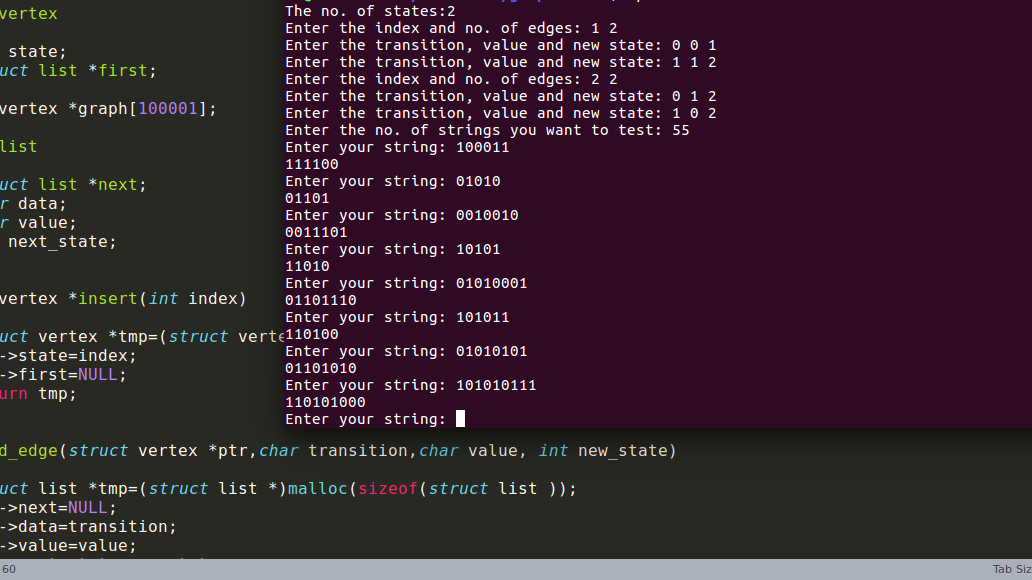 vertex
state;
uct list *first;
vertex *graph[100001];
list
uct list *next;
r data;
r value;
next_state;
vertex *insert(int index)
uct vertex *tmp=(struct verte
->state=index;
->first=NULL;
urn tmp;
d_edge(struct vertex *ptr,char transition,char value, int new_state)
uct list *tmp=(struct list *)malloc(sizeof(struct list ));
->next=NULL;
->data=transition;
->value=value;
60
Tab Siz
The no. of states:2
Enter the index and no. of edges: 1 2
Enter the transition, value and new state: 0 0 1
Enter the transition, value and new state: 1 1 2
Enter the index and no. of edges: 2 2
Enter the transition, value and new state: 0 1 2
Enter the transition, value and new state: 1 0 2
Enter the no. of strings you want to test: 55
Enter your string: 100011
111100
Enter your string: 01010
01101
Enter your string: 0010010
0011101
Enter your string: 10101
11010
Enter your string: 01010001
01101110
Enter your string: 101011
110100
Enter your string: 01010101
01101010
Enter your string: 101010111
110101000
Enter your string: